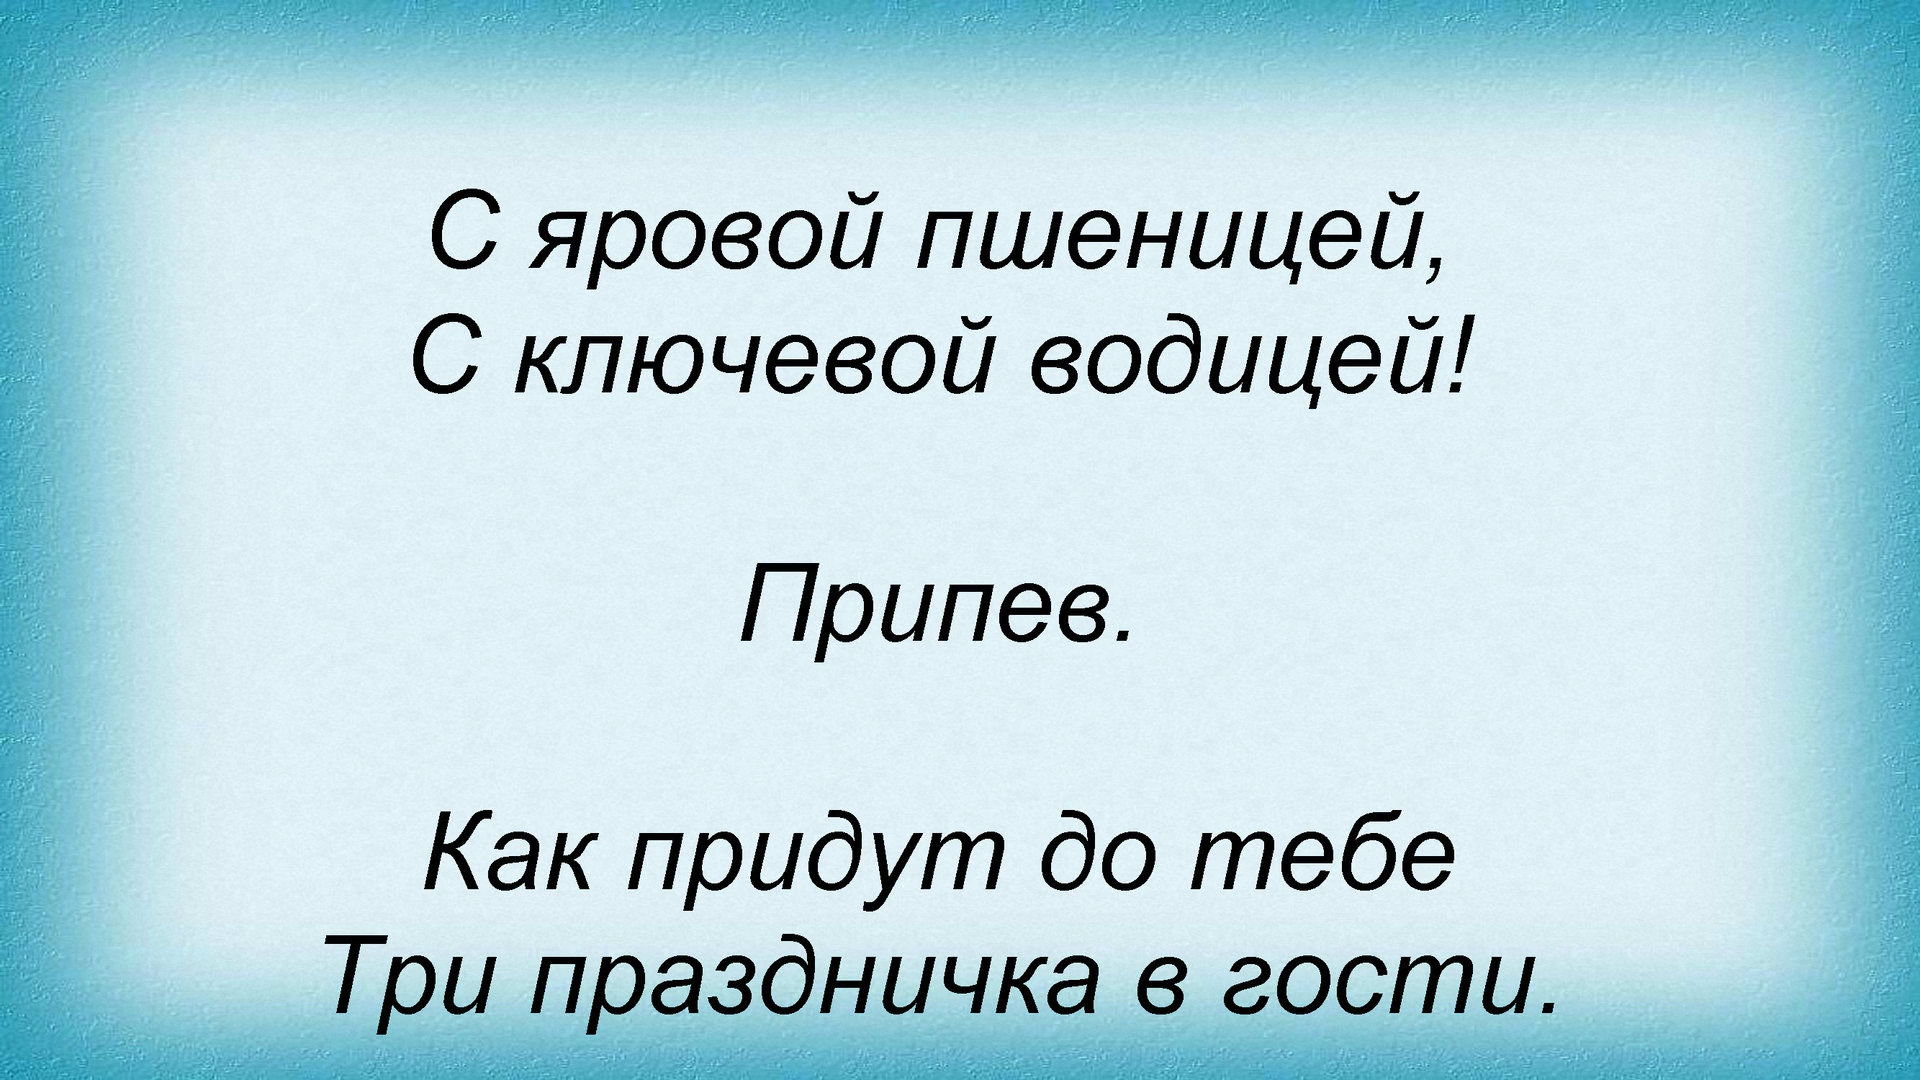 С яровой пшеницей,
С ключевой водицей!
Припев.
Как придут до тебе
Три праздничка в гости.